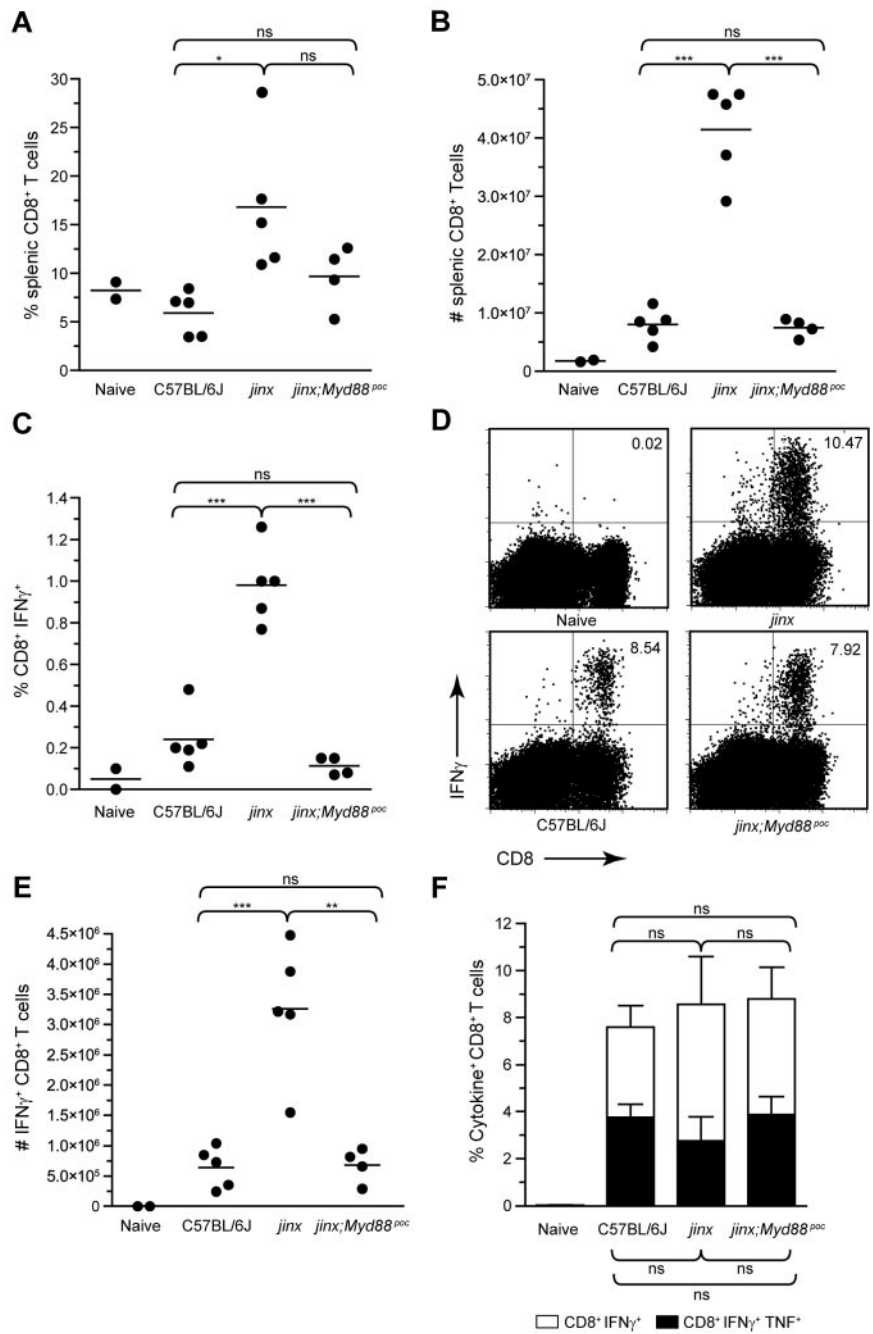 A
ns
*
ns
30
25
20
15
10
5
0
% splenic CD8⁺ T cells
Naive
C57BL/6J
jinx
jinx;Myd88ᵖᵒᶜ
B
ns
***
***
5.0×10⁷
4.0×10⁷
3.0×10⁷
2.0×10⁷
1.0×10⁷
0
# splenic CD8⁺ Tcells
Naive
C57BL/6J
jinx
jinx;Myd88ᵖᵒᶜ
C
ns
***
***
1.4
1.2
1.0
0.8
0.6
0.4
0.2
0.0
% CD8⁺ IFNγ⁺
Naive
C57BL/6J
jinx
jinx;Myd88ᵖᵒᶜ
D
0.02
10.47
Naive
jinx
8.54
7.92
C57BL/6J
jinx;Myd88ᵖᵒᶜ
IFNγ
CD8
E
ns
***
**
4.5×10⁶
4.0×10⁶
3.5×10⁶
3.0×10⁶
2.5×10⁶
2.0×10⁶
1.5×10⁶
1.0×10⁶
5.0×10⁵
0
# IFNγ⁺ CD8⁺ T cells
Naive
C57BL/6J
jinx
jinx;Myd88ᵖᵒᶜ
F
ns
ns
ns
12
10
8
6
4
2
0
% Cytokine⁺ CD8⁺ T cells
Naive
C57BL/6J
jinx
jinx;Myd88ᵖᵒᶜ
ns
ns
ns
CD8⁺ IFNγ⁺
CD8⁺ IFNγ⁺ TNF⁺